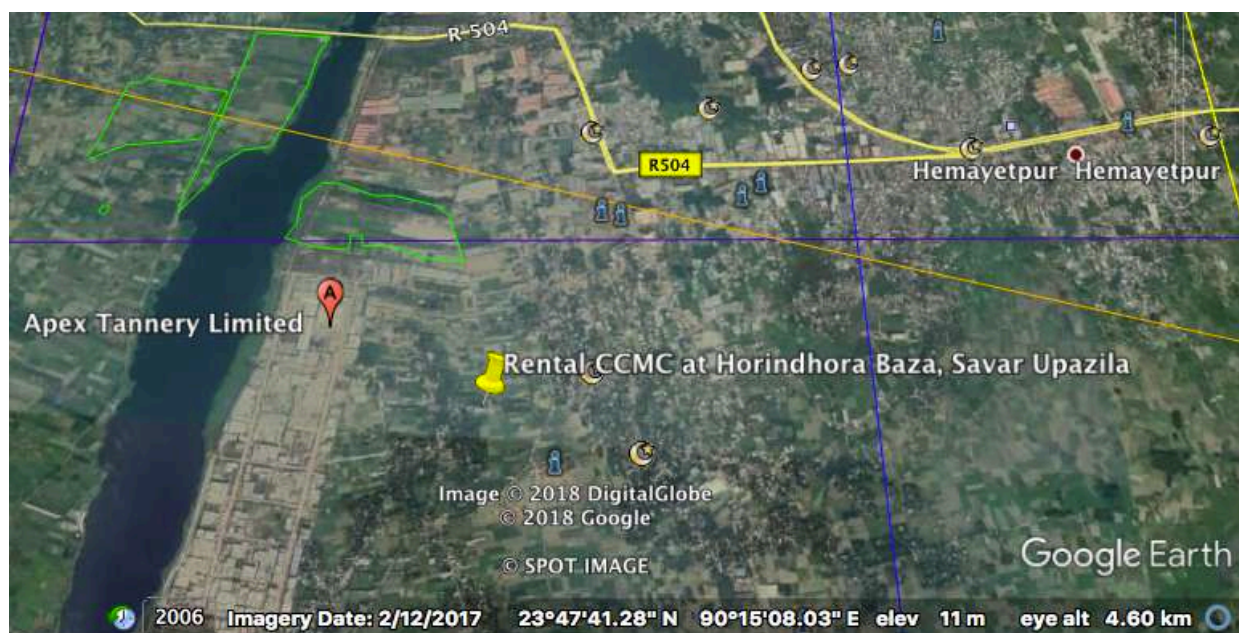 R 504
R504
Hemayetpur Hemayetpur
A
Apex Tannery Limited
Rental CCMC at Horindhora Baza, Savar Upazila
Image © 2018 DigitalGlobe
© 2018 Google
© SPOT IMAGE
Google Earth
2006 Imagery Date: 2/12/2017 23°47'41.28" N 90°15'08.03" E elev 11 m eye alt 4.60 km